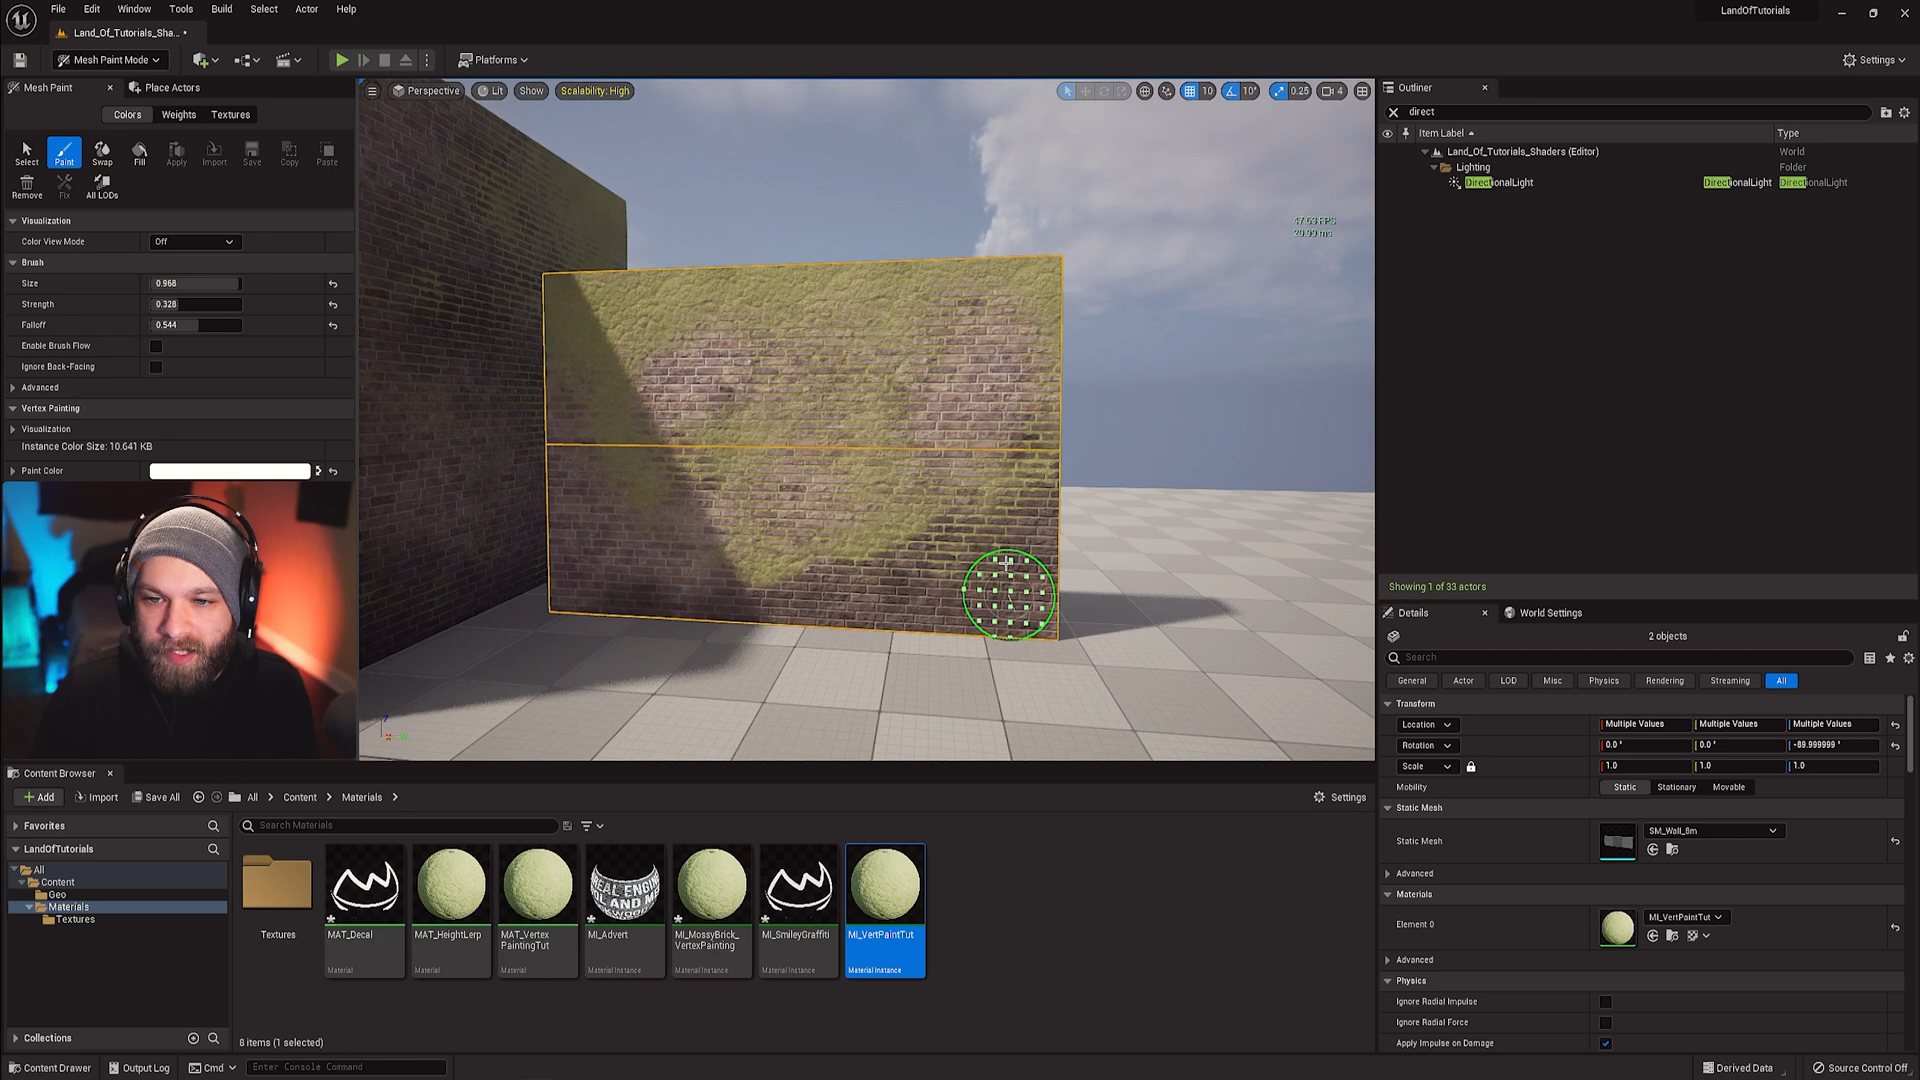 File Edit Window Tools Build Select Actor Help
LandOfTutorials
Land_Of_Tutorials_Sha... •
Mesh Paint Mode
Platforms
Settings
Mesh Paint
Place Actors
Colors Weights Textures
Select Paint Swap Fill Apply Import Save Copy Paste
Remove Fix All LODs
Visualization
Color View Mode Off
Brush
Size 0.968
Strength 0.328
Falloff 0.544
Enable Brush Flow
Ignore Back-Facing
Advanced
Vertex Painting
Visualization
Instance Color Size: 10.641 KB
Paint Color
Perspective Lit Show Scalability: High
10 10° 0.25 4
47.63 FPS
20.99 ms
Outliner
direct
Item Label Type
Land_Of_Tutorials_Shaders (Editor) World
Lighting Folder
DirectionalLight DirectionalLight DirectionalLight
Showing 1 of 33 actors
Details World Settings
2 objects
Search
General Actor LOD Misc Physics Rendering Streaming All
Transform
Location Multiple Values Multiple Values Multiple Values
Rotation 0.0 ° 0.0 ° -89.999999 °
Scale 1.0 1.0 1.0
Mobility Static Stationary Movable
Static Mesh
Static Mesh SM_Wall_8m
Advanced
Materials
Element 0 MI_VertPaintTut
Advanced
Physics
Ignore Radial Impulse
Ignore Radial Force
Apply Impulse on Damage
Content Browser
Add Import Save All All Content Materials
Settings
Favorites
LandOfTutorials
All
Content
Geo
Materials
Textures
Collections
Search Materials
Textures
MAT_Decal
Material
MAT_HeightLerp
Material
MAT_Vertex
PaintingTut
Material
REAL ENGIN
MI_Advert
Material Instance
MI_MossyBrick_
VertexPainting
Material Instance
MI_SmileyGraffiti
Material Instance
MI_VertPaintTut
Material Instance
8 items (1 selected)
Content Drawer Output Log Cmd Enter Console Command
Derived Data Source Control Off